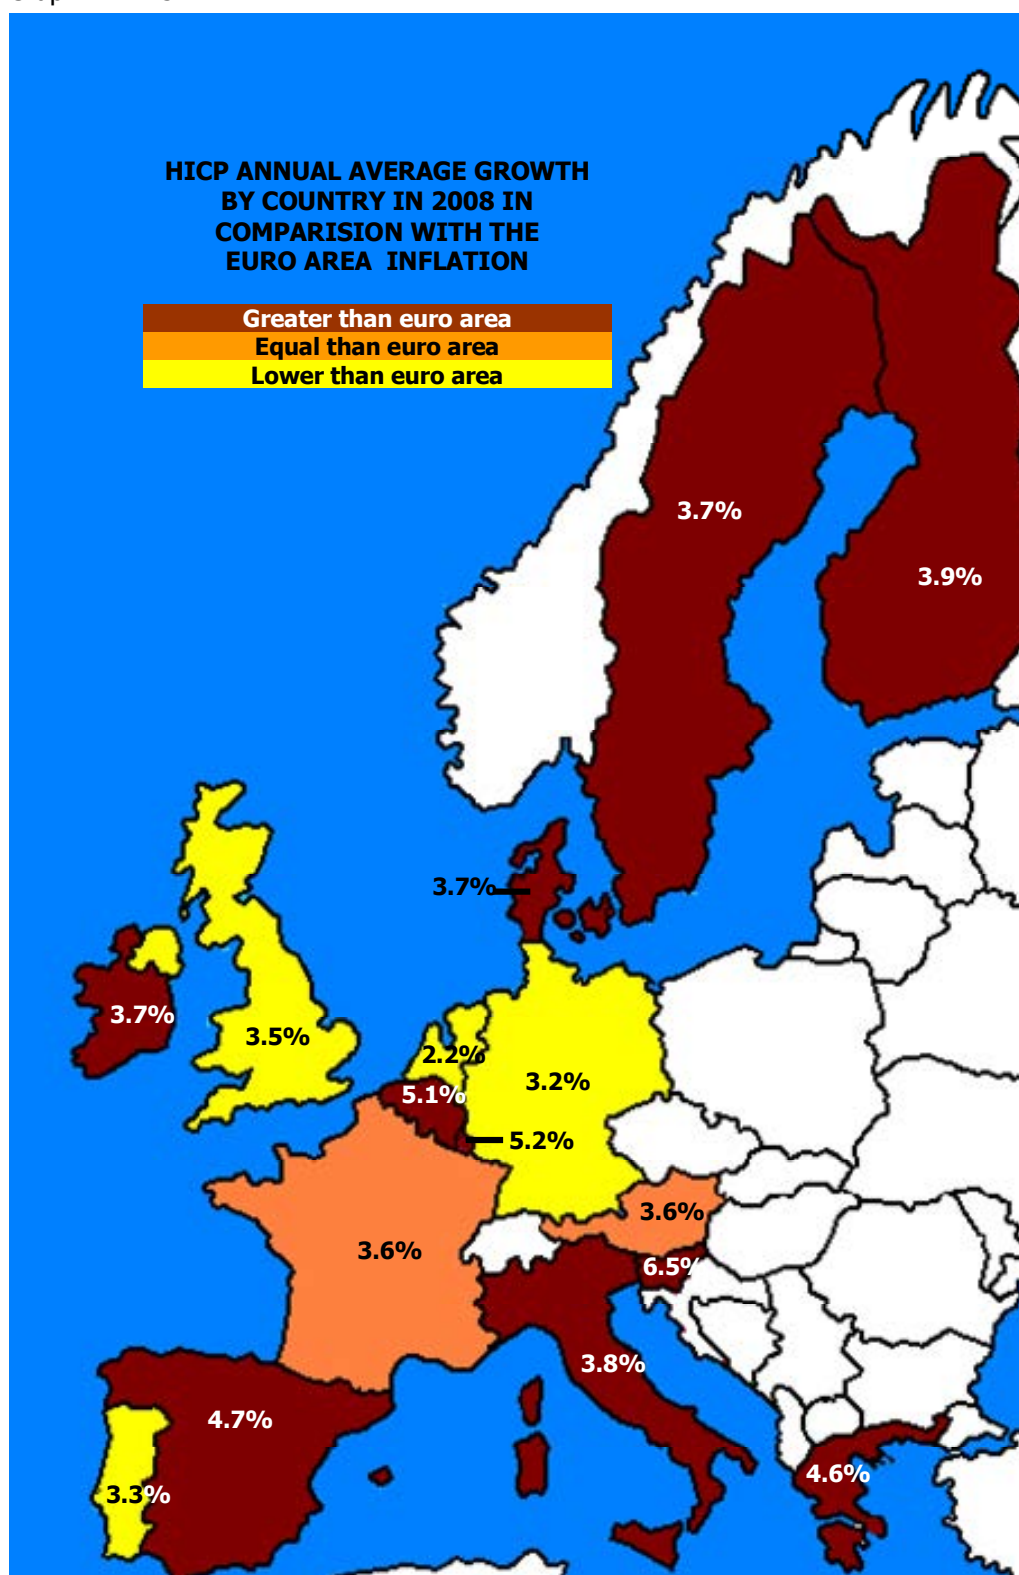 HICP ANNUAL AVERAGE GROWTH
BY COUNTRY IN 2008 IN
COMPARISION WITH THE
EURO AREA INFLATION
Greater than euro area
Equal than euro area
Lower than euro area
3.7%
3.9%
3.7%
3.7%
3.5%
2.2%
3.2%
5.1%
5.2%
3.6%
3.6%
6.5%
3.8%
4.7%
4.6%
3.3%